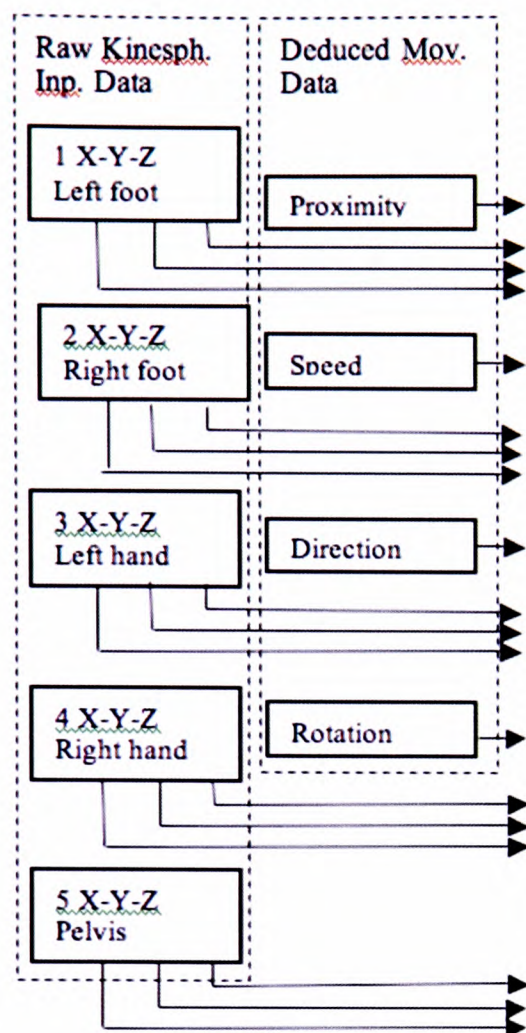 Raw Kinesph.
Inp. Data
1 X-Y-Z
Left foot
2 X-Y-Z
Right foot
3 X-Y-Z
Left hand
4 X-Y-Z
Right hand
5 X-Y-Z
Pelvis
Deduced Mov.
Data
Proximity
Speed
Direction
Rotation